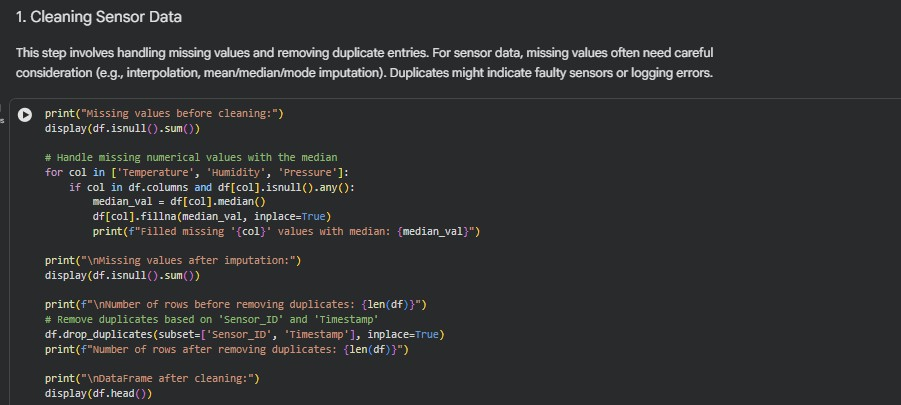 1. Cleaning Sensor Data
This step involves handling missing values and removing duplicate entries. For sensor data, missing values often need careful
consideration (e.g., interpolation, mean/median/mode imputation). Duplicates might indicate faulty sensors or logging errors.
print("Missing values before cleaning:")
display(df.isnull().sum())
# Handle missing numerical values with the median
for col in ['Temperature', 'Humidity', 'Pressure']:
    if col in df.columns and df[col].isnull().any():
        median_val = df[col].median()
        df[col].fillna(median_val, inplace=True)
        print(f"Filled missing '{col}' values with median: {median_val}")
print("\nMissing values after imputation:")
display(df.isnull().sum())
print(f"\nNumber of rows before removing duplicates: {len(df)}")
# Remove duplicates based on 'Sensor_ID' and 'Timestamp'
df.drop_duplicates(subset=['Sensor_ID', 'Timestamp'], inplace=True)
print(f"Number of rows after removing duplicates: {len(df)}")
print("\nDataFrame after cleaning:")
display(df.head())